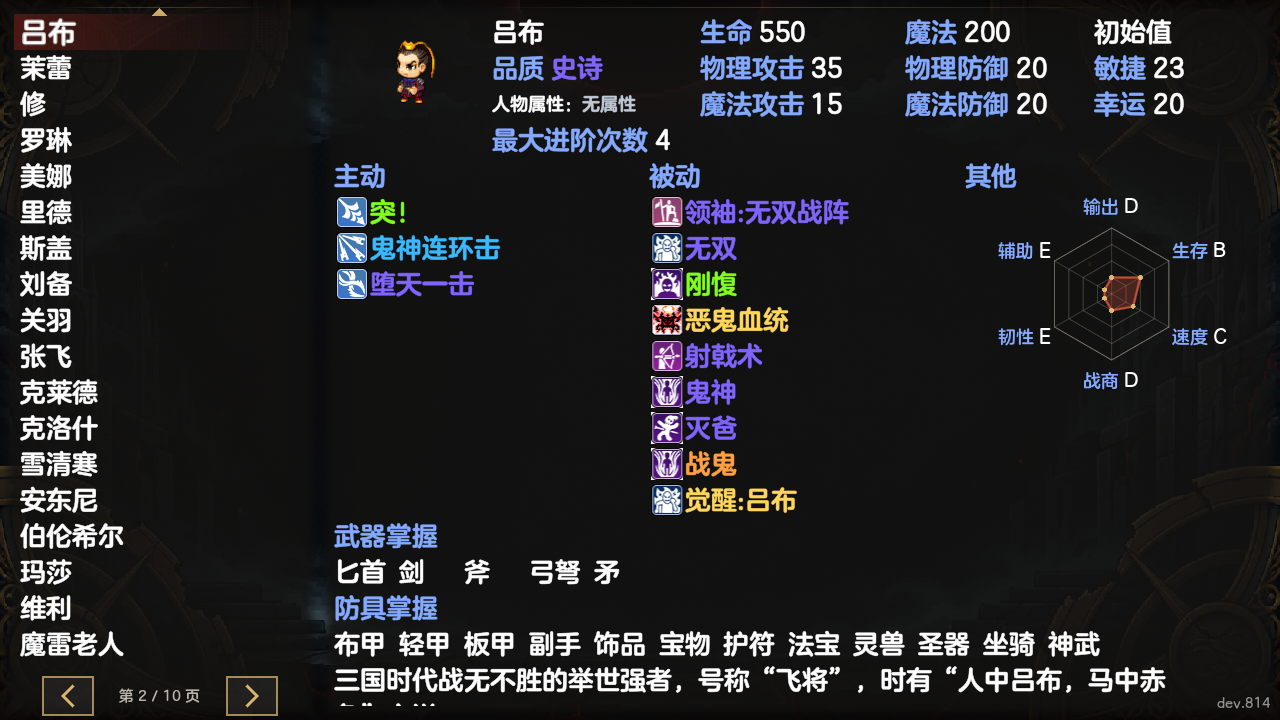 吕布
茉蕾
修
罗琳
美娜
里德
斯盖
刘备
关羽
张飞
克莱德
克洛什
雪清寒
安东尼
伯伦希尔
玛莎
维利
魔雷老人
第 2 / 10 页
吕布 生命 550 魔法 200 初始值
品质 史诗 物理攻击 35 物理防御 20 敏捷 23
人物属性：无属性 魔法攻击 15 魔法防御 20 幸运 20
最大进阶次数 4
主动
突！
鬼神连环击
堕天一击
被动
领袖:无双战阵
无双
刚愎
恶鬼血统
射戟术
鬼神
灭爸
战鬼
觉醒:吕布
其他
输出 D
辅助 E 生存 B
韧性 E 速度 C
战商 D
武器掌握
匕首 剑 斧 弓弩 矛
防具掌握
布甲 轻甲 板甲 副手 饰品 宝物 护符 法宝 灵兽 圣器 坐骑 神武
三国时代战无不胜的举世强者，号称“飞将”，时有“人中吕布，马中赤
dev.814